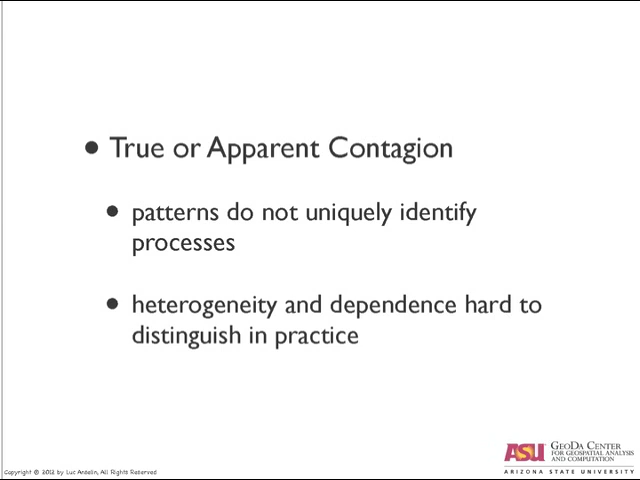 • True or Apparent Contagion
• patterns do not uniquely identify
processes
• heterogeneity and dependence hard to
distinguish in practice
Copyright © 2012 by Luc Anselin, All Rights Reserved
ASU GEODA CENTER
FOR GEOSPATIAL ANALYSIS
AND COMPUTATION
ARIZONA STATE UNIVERSITY